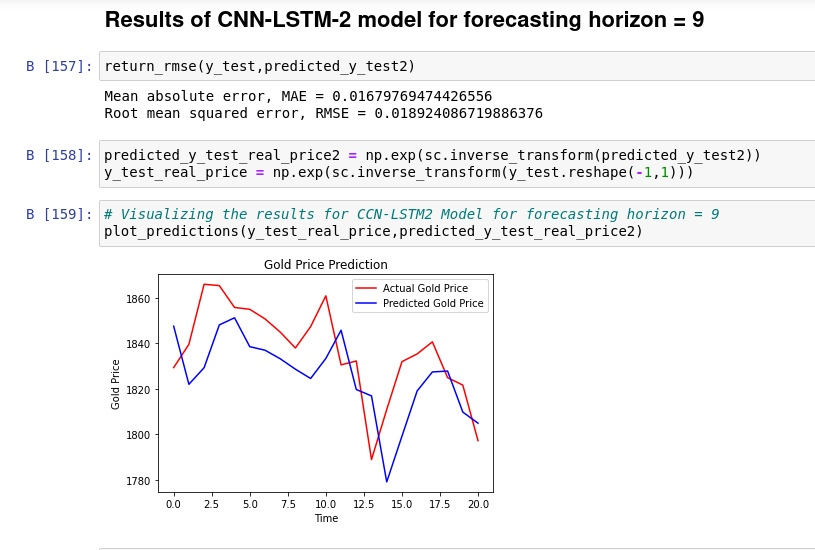 Results of CNN-LSTM-2 model for forecasting horizon = 9
B [157]: return_rmse(y_test,predicted_y_test2)
Mean absolute error, MAE = 0.01679769474426556
Root mean squared error, RMSE = 0.018924086719886376
B [158]: predicted_y_test_real_price2 = np.exp(sc.inverse_transform(predicted_y_test2))
y_test_real_price = np.exp(sc.inverse_transform(y_test.reshape(-1,1)))
B [159]: # Visualizing the results for CCN-LSTM2 Model for forecasting horizon = 9
plot_predictions(y_test_real_price,predicted_y_test_real_price2)
Gold Price Prediction
Actual Gold Price
Predicted Gold Price
1860
1840
1820
1800
1780
Gold Price
0.0 2.5 5.0 7.5 10.0 12.5 15.0 17.5 20.0
Time